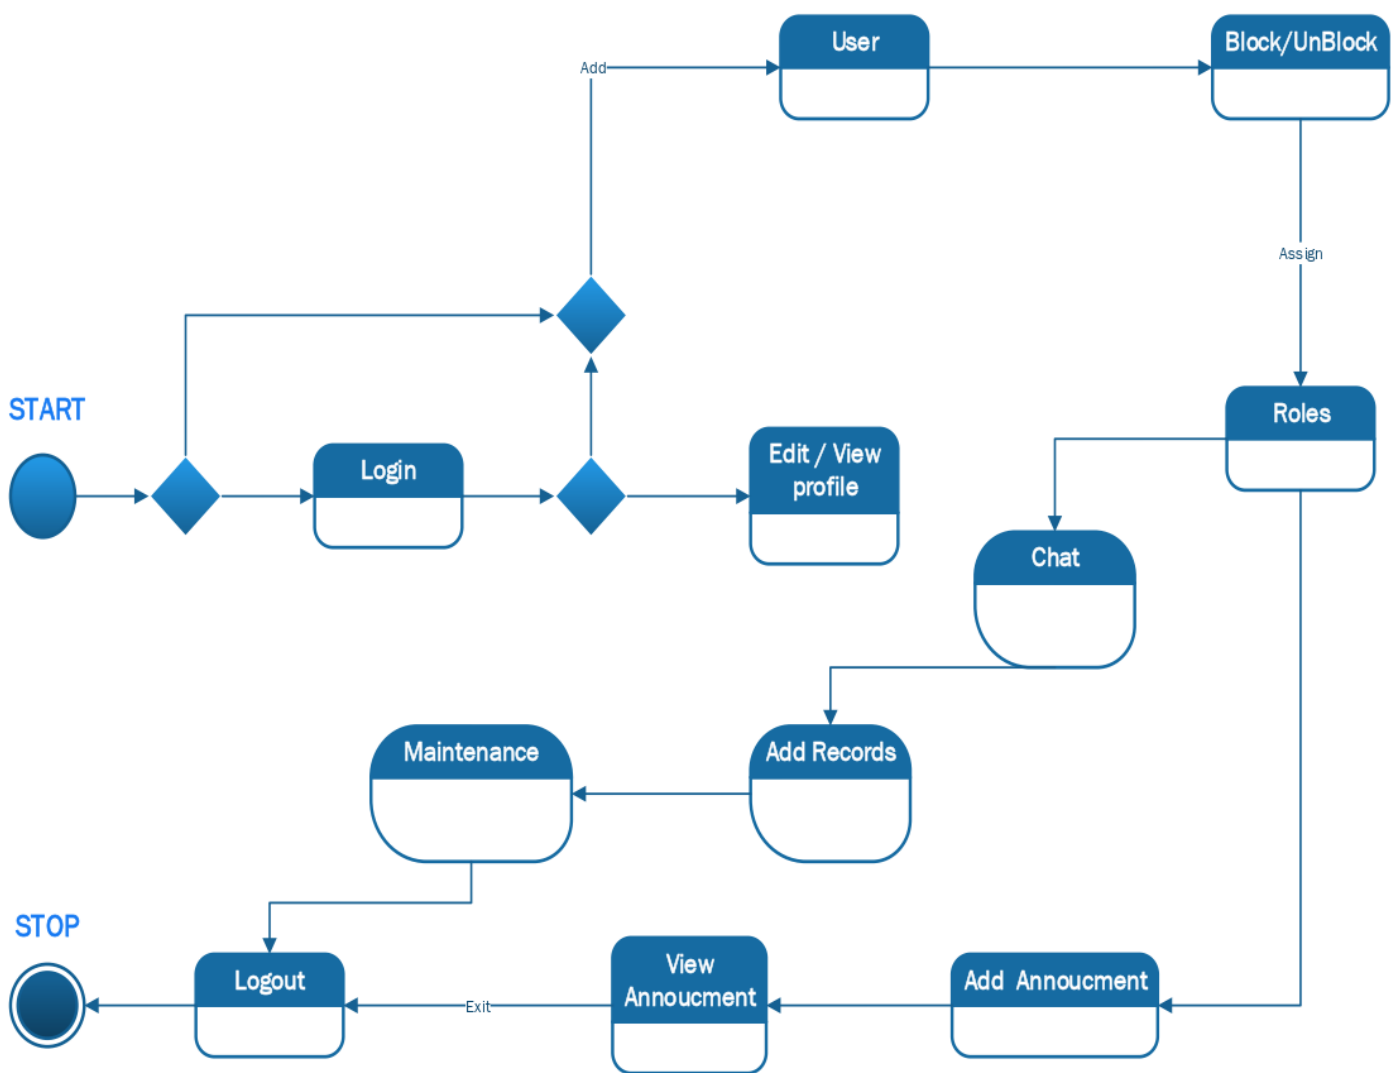 User
Block/UnBlock
Add
Assign
START
Roles
Login
Edit / View
profile
Chat
Maintenance
Add Records
STOP
Logout
Exit
View
Annoucment
Add Annoucment